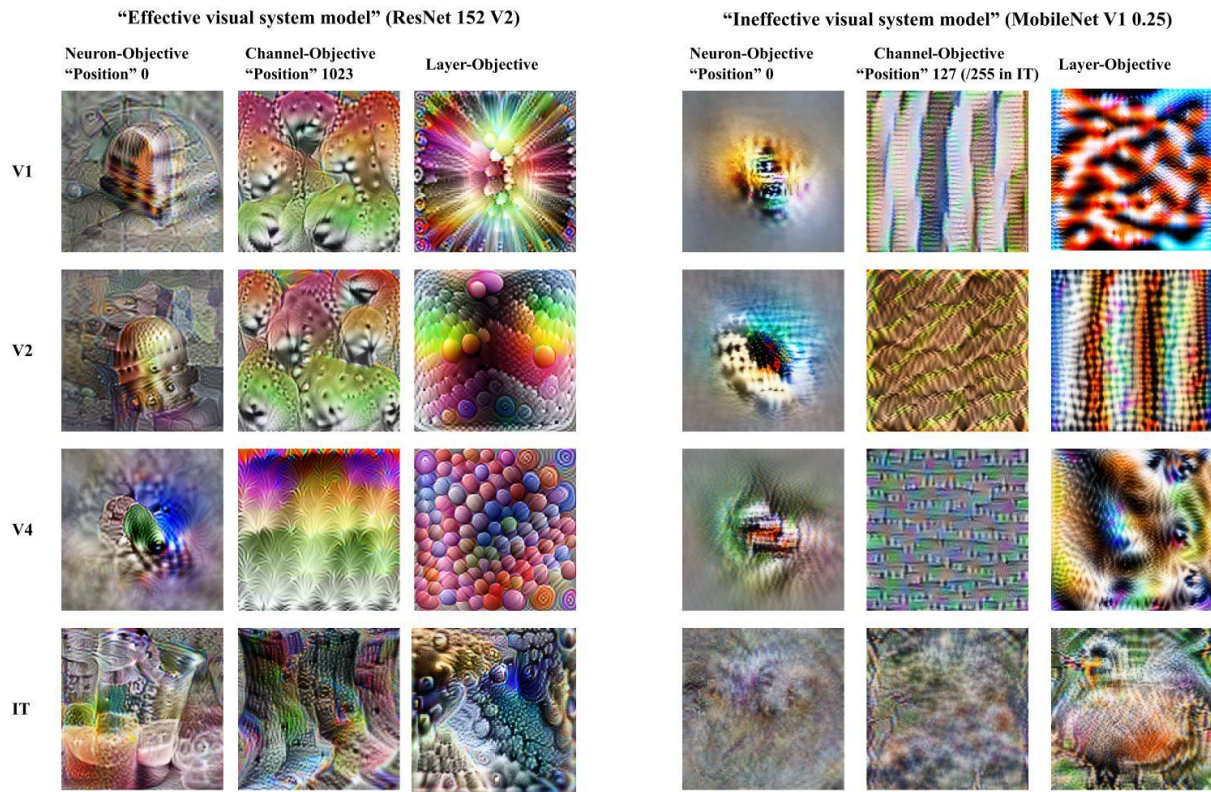 “Effective visual system model” (ResNet 152 V2)
Neuron-Objective
“Position” 0
Channel-Objective
“Position” 1023
Layer-Objective
“Ineffective visual system model” (MobileNet V1 0.25)
Neuron-Objective
“Position” 0
Channel-Objective
“Position” 127 (/255 in IT)
Layer-Objective
V1
V2
V4
IT